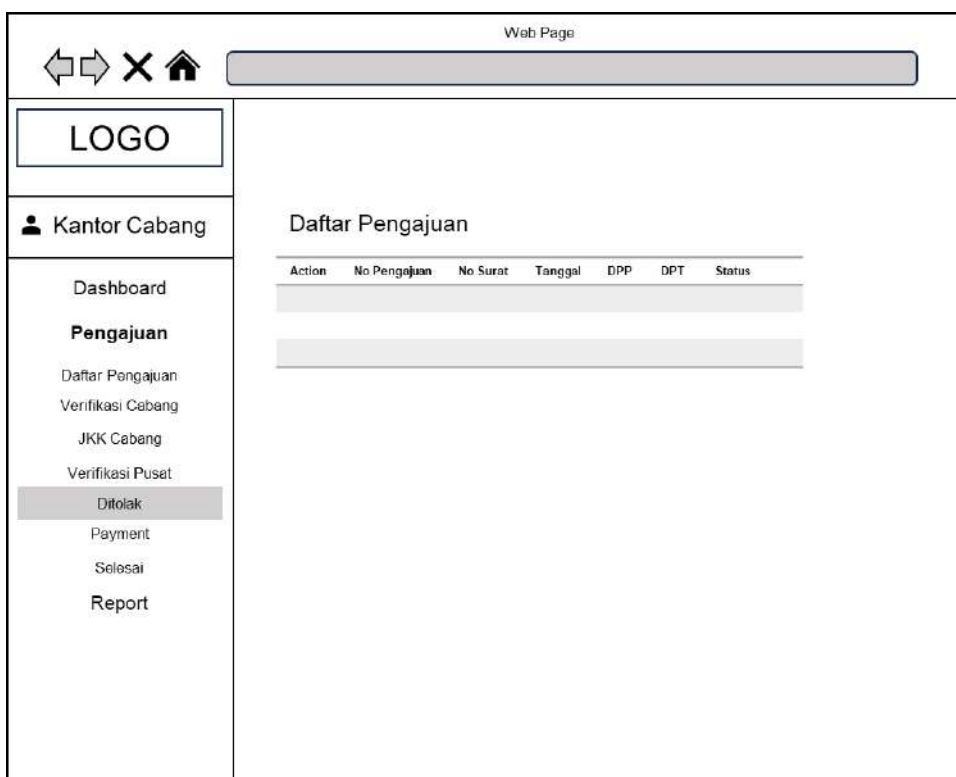 Web Page
LOGO
Kantor Cabang
Dashboard
Pengajuan
Daftar Pengajuan
Verifikasi Cabang
JKK Cabang
Verifikasi Pusat
Ditolak
Payment
Selesai
Report
Daftar Pengajuan
Action No Pengajuan No Surat Tanggal DPP DPT Status